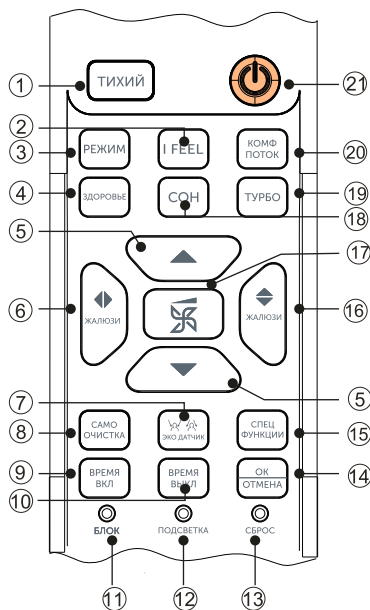 1
ТИХИЙ
21
2
3
РЕЖИМ
I FEEL
КОМФ
ПОТОК
20
4
ЗДОРОВЬЕ
СОН
ТУРБО
19
18
5
17
6
ЖАЛЮЗИ
ЖАЛЮЗИ
16
7
5
8
САМО
ОЧИСТКА
ЭКО ДАТЧИК
СПЕЦ
ФУНКЦИИ
15
9
ВРЕМЯ
ВКЛ
ВРЕМЯ
ВЫКЛ
ОК
ОТМЕНА
14
10
БЛОК
ПОДСВЕТКА
СБРОС
11
12
13